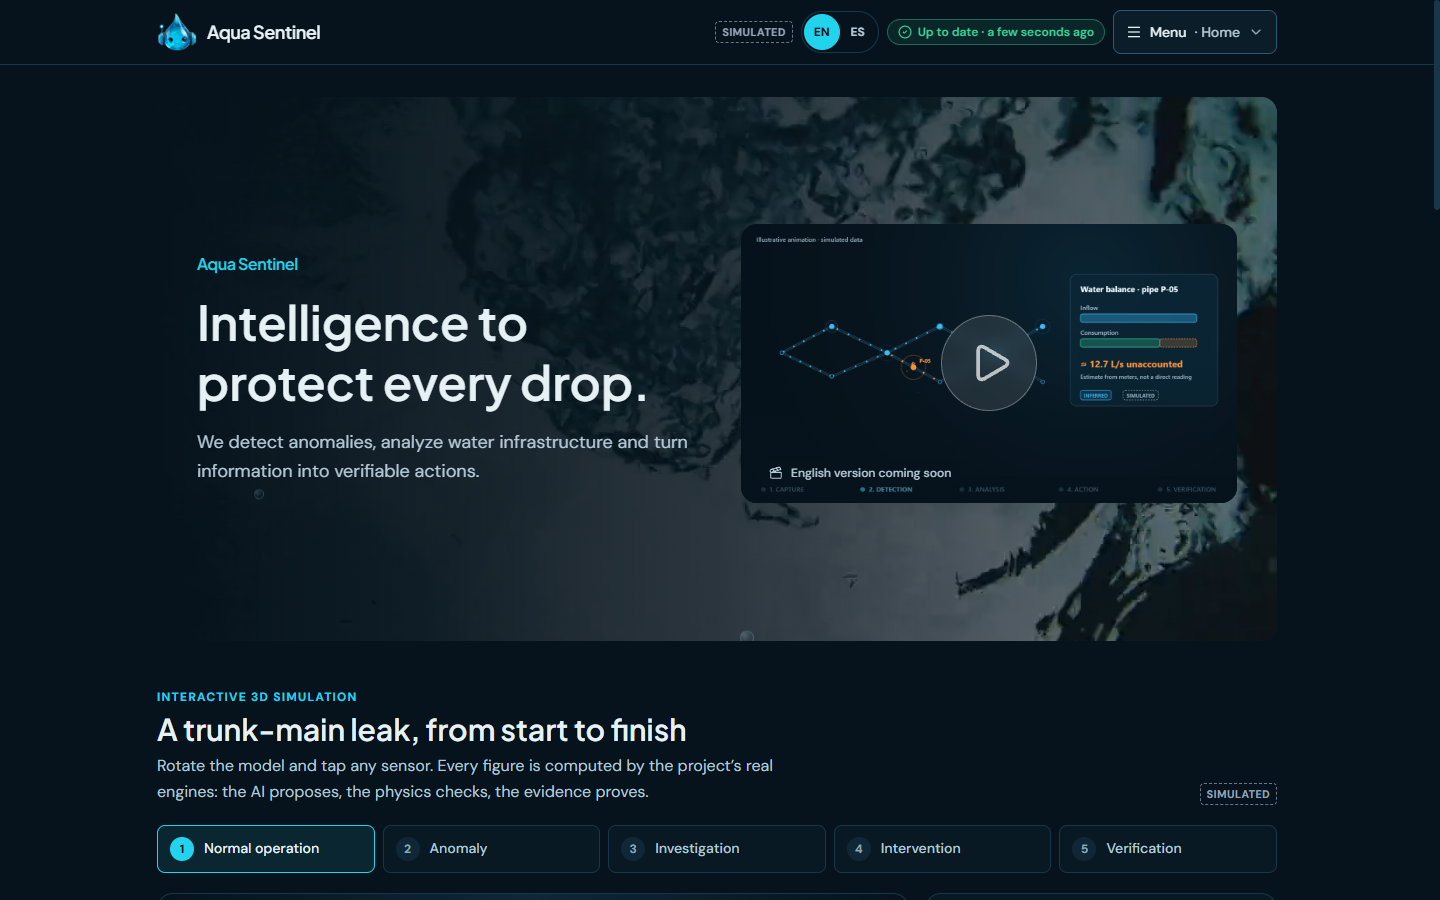 Aqua Sentinel
SIMULATED
EN
ES
Up to date · a few seconds ago
Menu · Home
Illustrative animation · simulated data
Aqua Sentinel
Intelligence to
protect every drop.
We detect anomalies, analyze water infrastructure and turn
information into verifiable actions.
Water balance · pipe P-05
Inflow
Consumption
P-05
≈ 12.7 L/s unaccounted
Estimate from meters, not a direct reading
INFERRED
SIMULATED
English version coming soon
1. CAPTURE
2. DETECTION
3. ANALYSIS
4. ACTION
5. VERIFICATION
INTERACTIVE 3D SIMULATION
A trunk-main leak, from start to finish
Rotate the model and tap any sensor. Every figure is computed by the project’s real
engines: the AI proposes, the physics checks, the evidence proves.
SIMULATED
1 Normal operation
2 Anomaly
3 Investigation
4 Intervention
5 Verification